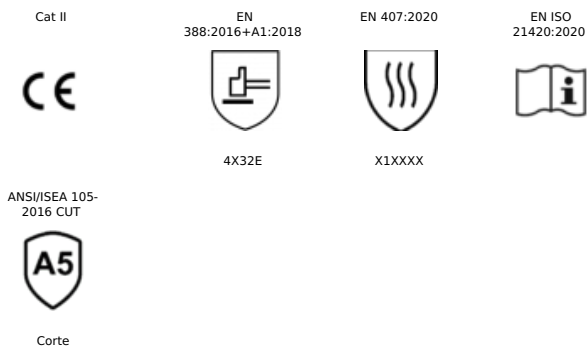 Cat II
EN
388:2016+A1:2018
EN 407:2020
EN ISO
21420:2020
CE
i
4X32E
X1XXXX
ANSI/ISEA 105-
2016 CUT
A5
Corte